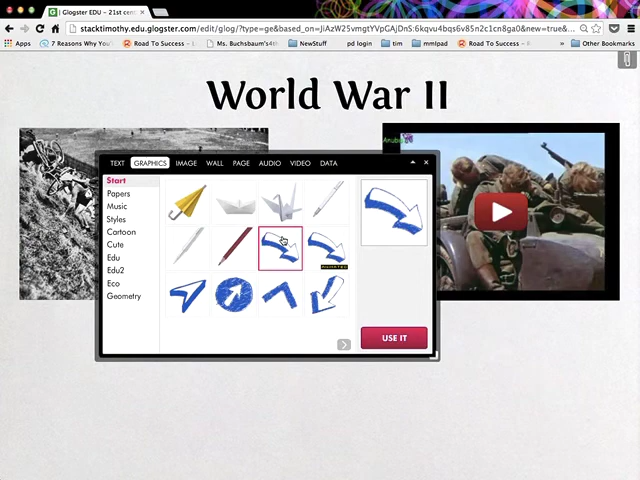 Glogster EDU - 21st cent
stacktimothy.edu.glogster.com/edit/glog/?type=ge&based_on=JiAzW25vmgtYVpGAjDnS:6kqvu4bqs6v85n2c1cn8ga0&new=true&
Apps 7 Reasons Why You' Road To Success – L Ms. Buchsbaum's4th NewStuff pd login tim mmlpad Road To Success – B » Other Bookmarks
World War II
TEXT GRAPHICS IMAGE WALL PAGE AUDIO VIDEO DATA
Start
Papers
Music
Styles
Cartoon
Cute
Edu
Edu2
Eco
Geometry
ANIMATED
USE IT